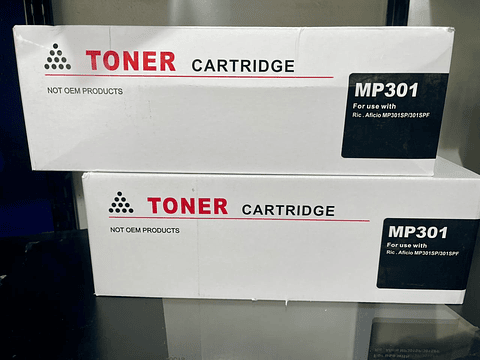 TONER CARTRIDGE
NOT OEM PRODUCTS
MP301
For use with
Ric . Aficio MP301SP/301SPF
TONER CARTRIDGE
NOT OEM PRODUCTS
MP301
For use with
Ric . Aficio MP301SP/301SPF